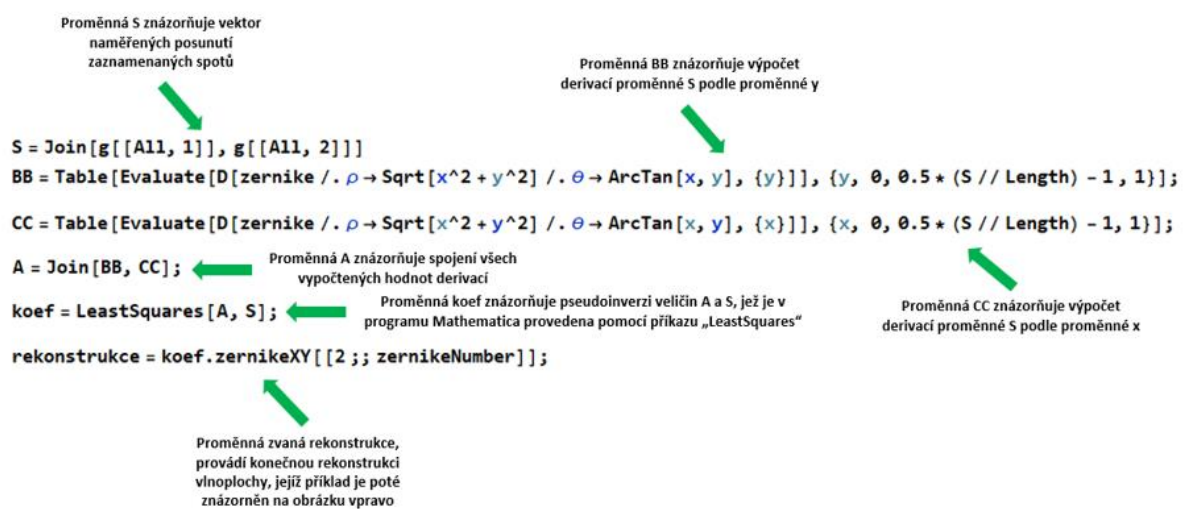 Proměnná S znázorňuje vektor
naměřených posunutí
zaznamenaných spotů
Proměnná BB znázorňuje výpočet
derivací proměnné S podle proměnné y
S = Join[g[[All, 1]], g[[All, 2]]]
BB = Table[Evaluate[D[zernike /. ρ → Sqrt[x^2 + y^2] /. θ → ArcTan[x, y], {y}]], {y, 0, 0.5 * (S // Length) - 1, 1}];
CC = Table[Evaluate[D[zernike /. ρ → Sqrt[x^2 + y^2] /. θ → ArcTan[x, y], {x}]], {x, 0, 0.5 * (S // Length) - 1, 1}];
A = Join[BB, CC];
Proměnná A znázorňuje spojení všech
vypočtených hodnot derivací
koef = LeastSquares[A, S];
Proměnná koef znázorňuje pseudoinverzi veličin A a S, jež je v
programu Mathematica provedena pomocí příkazu „LeastSquares“
Proměnná CC znázorňuje výpočet
derivací proměnné S podle proměnné x
rekonstrukce = koef.zernikeXY[[2 ;; zernikeNumber]];
Proměnná zvaná rekonstrukce,
provádí konečnou rekonstrukci
vlnoplochy, jejíž příklad je poté
znázorněn na obrázku vpravo